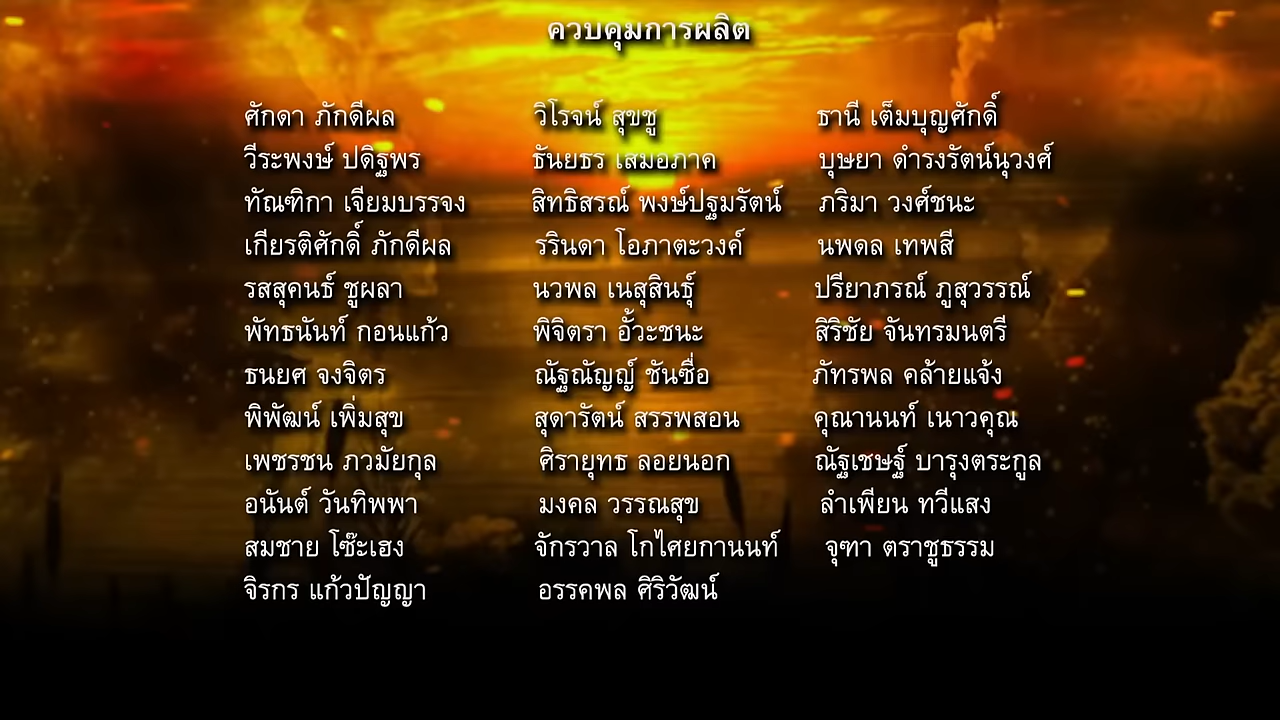 ควบคุมการผลิต
ศักดา ภักดีผล วิโรจน์ สุขชู ธานี เต็มบุญศักดิ์
วีระพงษ์ ปดิฐพร ธันยธร เสมอภาค บุษยา ดำรงรัตน์นุวงศ์
ทัณฑิกา เจียมบรรจง สิทธิสรณ์ พงษ์ปฐมรัตน์ ภริมา วงศ์ชนะ
เกียรติศักดิ์ ภักดีผล รรินดา โอภาตะวงค์ นพดล เทพสี
รสสุคนธ์ ชูผลา นวพล เนสุสินธุ์ ปรียาภรณ์ ภูสุวรรณ์
พัทธนันท์ กอนแก้ว พิจิตรา อั้วะชนะ สิริชัย จันทรมนตรี
ธนยศ จงจิตร ณัฐณัญญ์ ชันซื่อ ภัทรพล คล้ายแจ้ง
พิพัฒน์ เพิ่มสุข สุดารัตน์ สรรพสอน คุณานนท์ เนาวคุณ
เพชรชน ภวมัยกุล ศิรายุทธ ลอยนอก ณัฐเชษฐ์ บารุงตระกูล
อนันต์ วันทิพพา มงคล วรรณสุข ลำเพียน ทวีแสง
สมชาย โซ๊ะเฮง จักรวาล โกไศยกานนท์ จุฑา ตราชูธรรม
จิรกร แก้วปัญญา อรรคพล ศิริวัฒน์